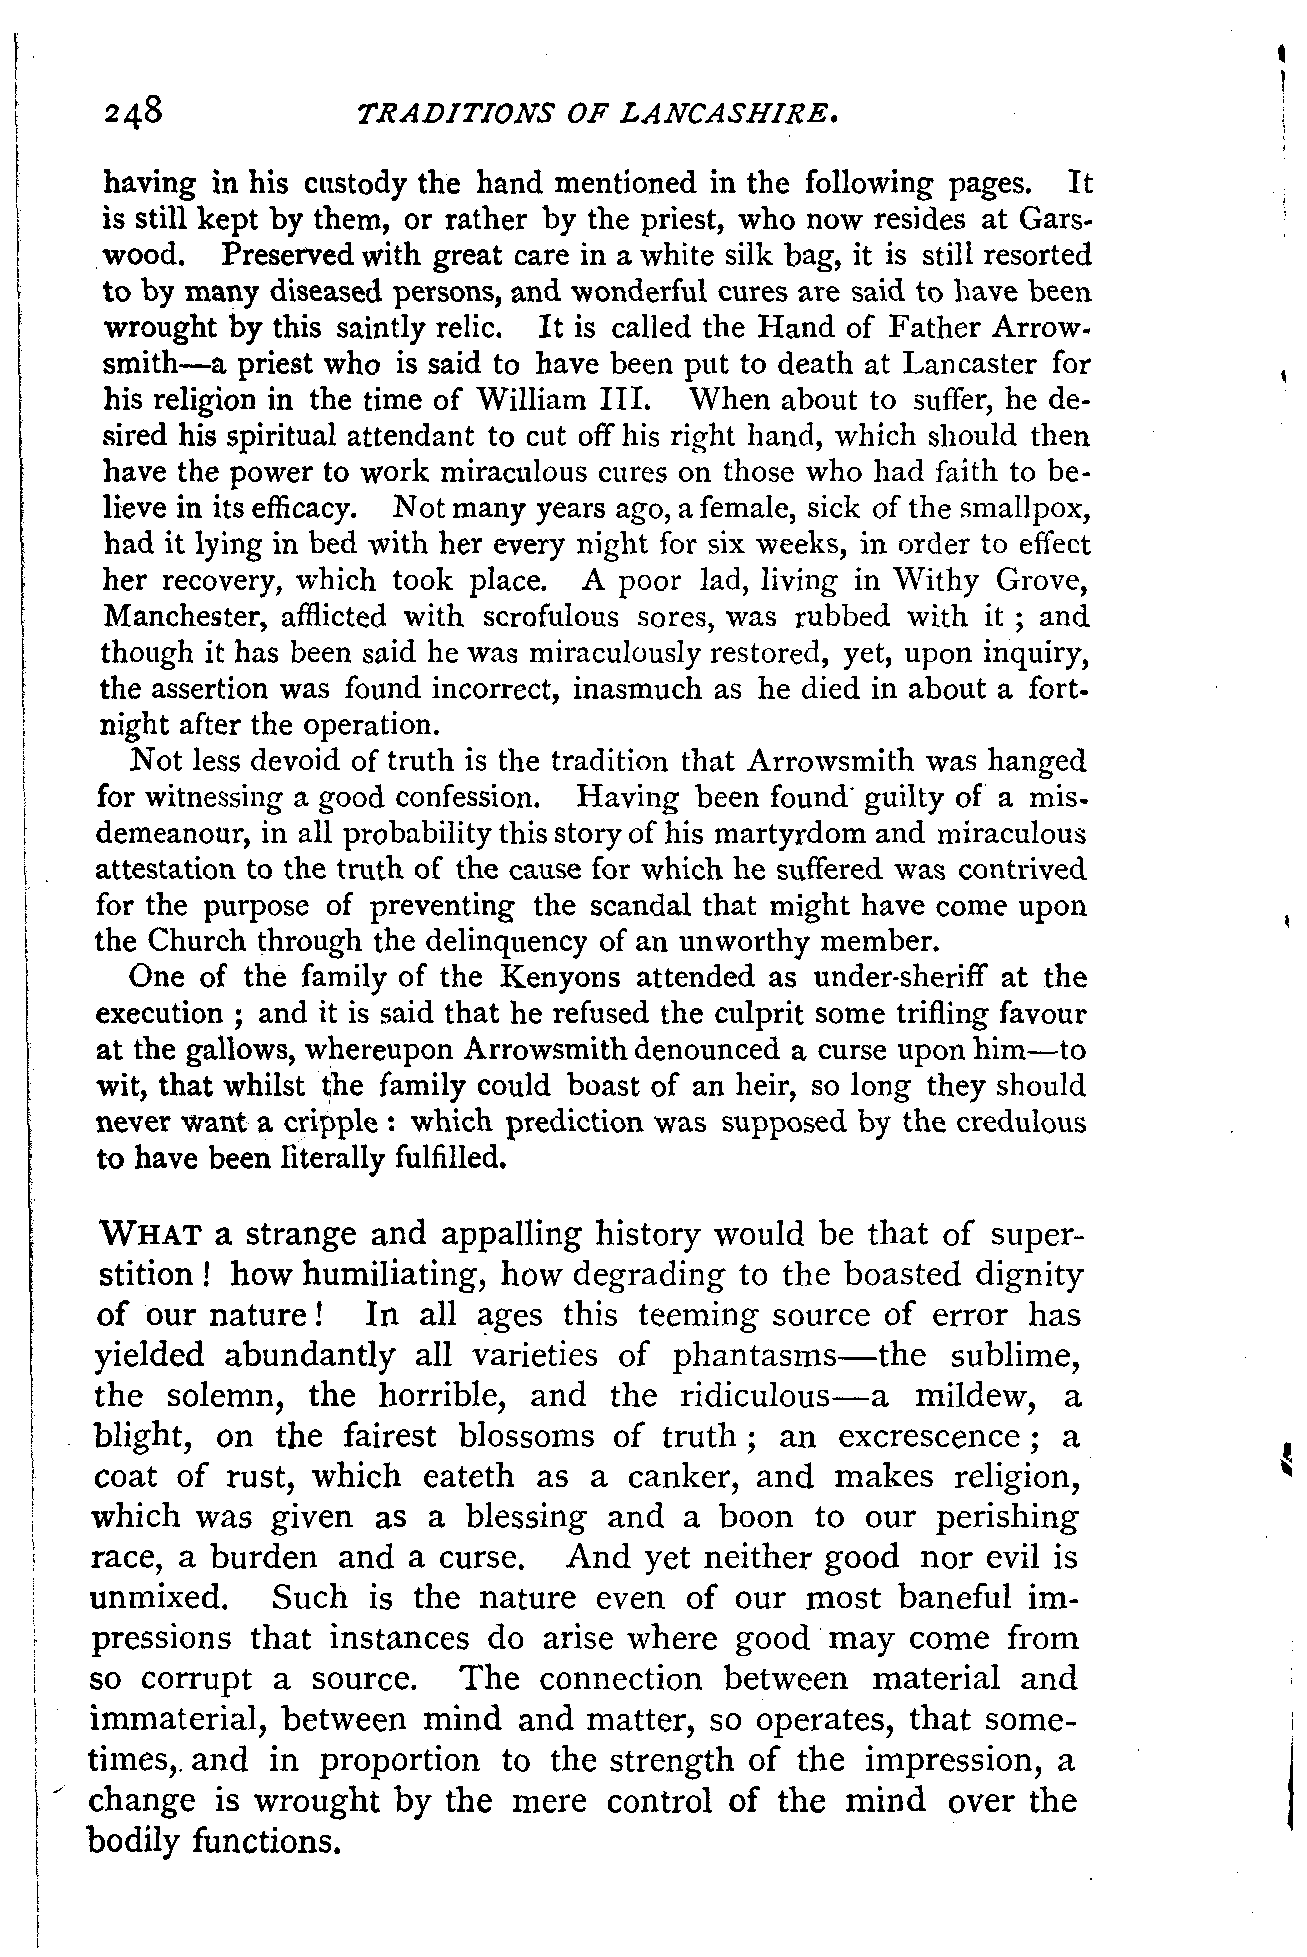 248 TRADITIONS OF LANCASHIRE.
having in his custody the hand mentioned in the following pages. It
is still kept by them, or rather by the priest, who now resides at Gars-
wood. Preserved with great care in a white silk bag, it is still resorted
to by many diseased persons, and wonderful cures are said to have been
wrought by this saintly relic. It is called the Hand of Father Arrow-
smith—a priest who is said to have been put to death at Lancaster for
his religion in the time of William III. When about to suffer, he de-
sired his spiritual attendant to cut off his right hand, which should then
have the power to work miraculous cures on those who had faith to be-
lieve in its efficacy. Not many years ago, a female, sick of the smallpox,
had it lying in bed with her every night for six weeks, in order to effect
her recovery, which took place. A poor lad, living in Withy Grove,
Manchester, afflicted with scrofulous sores, was rubbed with it ; and
though it has been said he was miraculously restored, yet, upon inquiry,
the assertion was found incorrect, inasmuch as he died in about a fort-
night after the operation.
Not less devoid of truth is the tradition that Arrowsmith was hanged
for witnessing a good confession. Having been found guilty of a mis-
demeanour, in all probability this story of his martyrdom and miraculous
attestation to the truth of the cause for which he suffered was contrived
for the purpose of preventing the scandal that might have come upon
the Church through the delinquency of an unworthy member.
One of the family of the Kenyons attended as under-sheriff at the
execution ; and it is said that he refused the culprit some trifling favour
at the gallows, whereupon Arrowsmith denounced a curse upon him—to
wit, that whilst the family could boast of an heir, so long they should
never want a cripple : which prediction was supposed by the credulous
to have been literally fulfilled.
WHAT a strange and appalling history would be that of super-
stition ! how humiliating, how degrading to the boasted dignity
of our nature ! In all ages this teeming source of error has
yielded abundantly all varieties of phantasms—the sublime,
the solemn, the horrible, and the ridiculous—a mildew, a
blight, on the fairest blossoms of truth ; an excrescence ; a
coat of rust, which eateth as a canker, and makes religion,
which was given as a blessing and a boon to our perishing
race, a burden and a curse. And yet neither good nor evil is
unmixed. Such is the nature even of our most baneful im-
pressions that instances do arise where good may come from
so corrupt a source. The connection between material and
immaterial, between mind and matter, so operates, that some-
times, and in proportion to the strength of the impression, a
change is wrought by the mere control of the mind over the
bodily functions.